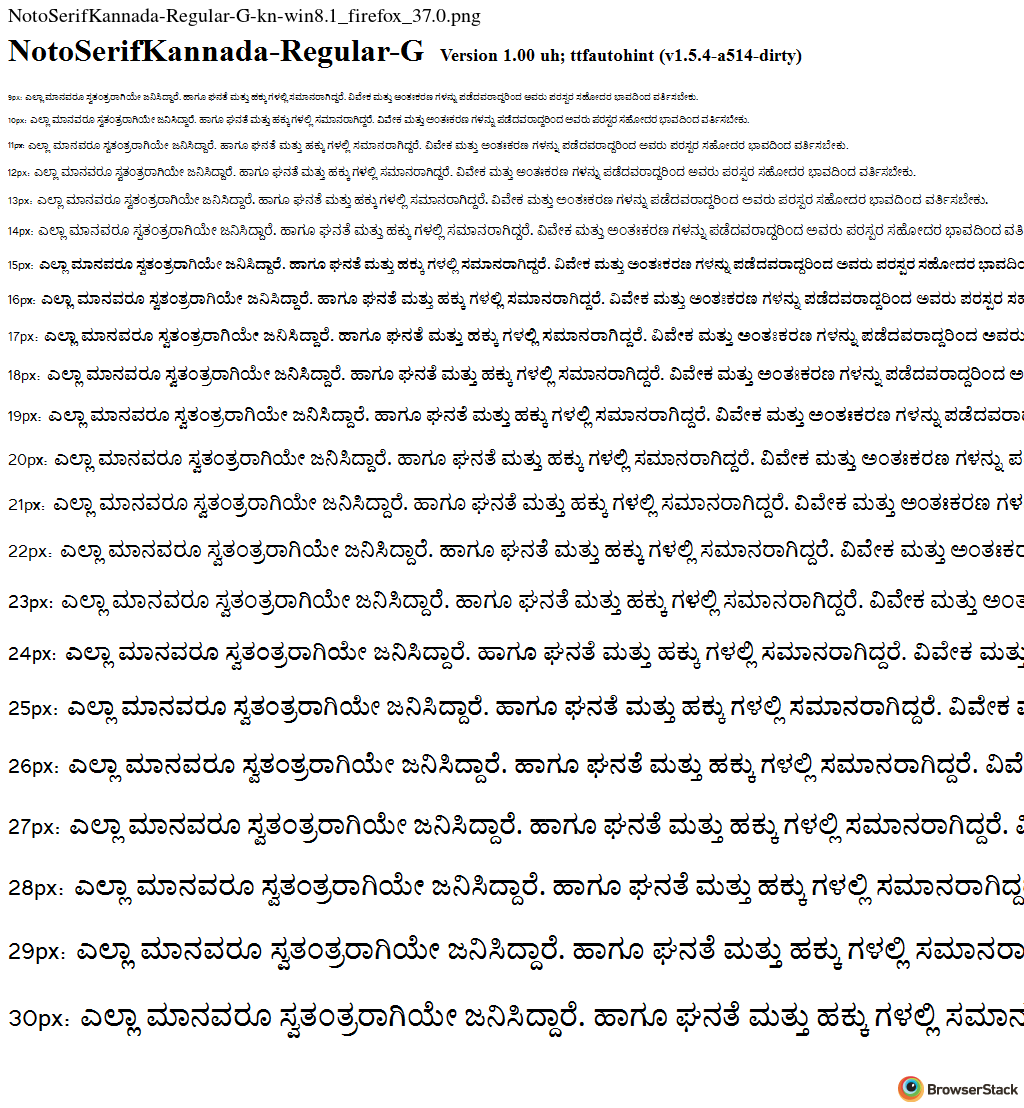 NotoSerifKannada-Regular-G-kn-win8.1_firefox_37.0.png
NotoSerifKannada-Regular-G Version 1.00 uh; ttfautohint (v1.5.4-a514-dirty)
9px: ಎಲ್ಲಾ ಮಾನವರೂ ಸ್ವತಂತ್ರರಾಗಿಯೇ ಜನಿಸಿದ್ದಾರೆ. ಹಾಗೂ ಘನತೆ ಮತ್ತು ಹಕ್ಕು ಗಳಲ್ಲಿ ಸಮಾನರಾಗಿದ್ದರೆ. ವಿವೇಕ ಮತ್ತು ಅಂತಃಕರಣ ಗಳನ್ನು ಪಡೆದವರಾದ್ದರಿಂದ ಅವರು ಪರಸ್ಪರ ಸಹೋದರ ಭಾವದಿಂದ ವರ್ತಿಸಬೇಕು.
10px: ಎಲ್ಲಾ ಮಾನವರೂ ಸ್ವತಂತ್ರರಾಗಿಯೇ ಜನಿಸಿದ್ದಾರೆ. ಹಾಗೂ ಘನತೆ ಮತ್ತು ಹಕ್ಕು ಗಳಲ್ಲಿ ಸಮಾನರಾಗಿದ್ದರೆ. ವಿವೇಕ ಮತ್ತು ಅಂತಃಕರಣ ಗಳನ್ನು ಪಡೆದವರಾದ್ದರಿಂದ ಅವರು ಪರಸ್ಪರ ಸಹೋದರ ಭಾವದಿಂದ ವರ್ತಿಸಬೇಕು.
11px: ಎಲ್ಲಾ ಮಾನವರೂ ಸ್ವತಂತ್ರರಾಗಿಯೇ ಜನಿಸಿದ್ದಾರೆ. ಹಾಗೂ ಘನತೆ ಮತ್ತು ಹಕ್ಕು ಗಳಲ್ಲಿ ಸಮಾನರಾಗಿದ್ದರೆ. ವಿವೇಕ ಮತ್ತು ಅಂತಃಕರಣ ಗಳನ್ನು ಪಡೆದವರಾದ್ದರಿಂದ ಅವರು ಪರಸ್ಪರ ಸಹೋದರ ಭಾವದಿಂದ ವರ್ತಿಸಬೇಕು.
12px: ಎಲ್ಲಾ ಮಾನವರೂ ಸ್ವತಂತ್ರರಾಗಿಯೇ ಜನಿಸಿದ್ದಾರೆ. ಹಾಗೂ ಘನತೆ ಮತ್ತು ಹಕ್ಕು ಗಳಲ್ಲಿ ಸಮಾನರಾಗಿದ್ದರೆ. ವಿವೇಕ ಮತ್ತು ಅಂತಃಕರಣ ಗಳನ್ನು ಪಡೆದವರಾದ್ದರಿಂದ ಅವರು ಪರಸ್ಪರ ಸಹೋದರ ಭಾವದಿಂದ ವರ್ತಿಸಬೇಕು.
13px: ಎಲ್ಲಾ ಮಾನವರೂ ಸ್ವತಂತ್ರರಾಗಿಯೇ ಜನಿಸಿದ್ದಾರೆ. ಹಾಗೂ ಘನತೆ ಮತ್ತು ಹಕ್ಕು ಗಳಲ್ಲಿ ಸಮಾನರಾಗಿದ್ದರೆ. ವಿವೇಕ ಮತ್ತು ಅಂತಃಕರಣ ಗಳನ್ನು ಪಡೆದವರಾದ್ದರಿಂದ ಅವರು ಪರಸ್ಪರ ಸಹೋದರ ಭಾವದಿಂದ ವರ್ತಿಸಬೇಕು.
14px: ಎಲ್ಲಾ ಮಾನವರೂ ಸ್ವತಂತ್ರರಾಗಿಯೇ ಜನಿಸಿದ್ದಾರೆ. ಹಾಗೂ ಘನತೆ ಮತ್ತು ಹಕ್ಕು ಗಳಲ್ಲಿ ಸಮಾನರಾಗಿದ್ದರೆ. ವಿವೇಕ ಮತ್ತು ಅಂತಃಕರಣ ಗಳನ್ನು ಪಡೆದವರಾದ್ದರಿಂದ ಅವರು ಪರಸ್ಪರ ಸಹೋದರ ಭಾವದಿಂದ
15px: ಎಲ್ಲಾ ಮಾನವರೂ ಸ್ವತಂತ್ರರಾಗಿಯೇ ಜನಿಸಿದ್ದಾರೆ. ಹಾಗೂ ಘನತೆ ಮತ್ತು ಹಕ್ಕು ಗಳಲ್ಲಿ ಸಮಾನರಾಗಿದ್ದರೆ. ವಿವೇಕ ಮತ್ತು ಅಂತಃಕರಣ ಗಳನ್ನು ಪಡೆದವರಾದ್ದರಿಂದ ಅವರು ಪರಸ್ಪರ ಸಹೋದರ
16px: ಎಲ್ಲಾ ಮಾನವರೂ ಸ್ವತಂತ್ರರಾಗಿಯೇ ಜನಿಸಿದ್ದಾರೆ. ಹಾಗೂ ಘನತೆ ಮತ್ತು ಹಕ್ಕು ಗಳಲ್ಲಿ ಸಮಾನರಾಗಿದ್ದರೆ. ವಿವೇಕ ಮತ್ತು ಅಂತಃಕರಣ ಗಳನ್ನು ಪಡೆದವರಾದ್ದರಿಂದ ಅವರು ಪರಸ್ಪರ
17px: ಎಲ್ಲಾ ಮಾನವರೂ ಸ್ವತಂತ್ರರಾಗಿಯೇ ಜನಿಸಿದ್ದಾರೆ. ಹಾಗೂ ಘನತೆ ಮತ್ತು ಹಕ್ಕು ಗಳಲ್ಲಿ ಸಮಾನರಾಗಿದ್ದರೆ. ವಿವೇಕ ಮತ್ತು ಅಂತಃಕರಣ ಗಳನ್ನು ಪಡೆದವರಾದ್ದರಿಂದ ಅವರು
18px: ಎಲ್ಲಾ ಮಾನವರೂ ಸ್ವತಂತ್ರರಾಗಿಯೇ ಜನಿಸಿದ್ದಾರೆ. ಹಾಗೂ ಘನತೆ ಮತ್ತು ಹಕ್ಕು ಗಳಲ್ಲಿ ಸಮಾನರಾಗಿದ್ದರೆ. ವಿವೇಕ ಮತ್ತು ಅಂತಃಕರಣ ಗಳನ್ನು ಪಡೆದವರಾದ್ದರಿಂದ ಅ
19px: ಎಲ್ಲಾ ಮಾನವರೂ ಸ್ವತಂತ್ರರಾಗಿಯೇ ಜನಿಸಿದ್ದಾರೆ. ಹಾಗೂ ಘನತೆ ಮತ್ತು ಹಕ್ಕು ಗಳಲ್ಲಿ ಸಮಾನರಾಗಿದ್ದರೆ. ವಿವೇಕ ಮತ್ತು ಅಂತಃಕರಣ ಗಳನ್ನು ಪಡೆದವರಾ
20px: ಎಲ್ಲಾ ಮಾನವರೂ ಸ್ವತಂತ್ರರಾಗಿಯೇ ಜನಿಸಿದ್ದಾರೆ. ಹಾಗೂ ಘನತೆ ಮತ್ತು ಹಕ್ಕು ಗಳಲ್ಲಿ ಸಮಾನರಾಗಿದ್ದರೆ. ವಿವೇಕ ಮತ್ತು ಅಂತಃಕರಣ ಗಳನ್ನು ಪ
21px: ಎಲ್ಲಾ ಮಾನವರೂ ಸ್ವತಂತ್ರರಾಗಿಯೇ ಜನಿಸಿದ್ದಾರೆ. ಹಾಗೂ ಘನತೆ ಮತ್ತು ಹಕ್ಕು ಗಳಲ್ಲಿ ಸಮಾನರಾಗಿದ್ದರೆ. ವಿವೇಕ ಮತ್ತು ಅಂತಃಕರಣ ಗಳ
22px: ಎಲ್ಲಾ ಮಾನವರೂ ಸ್ವತಂತ್ರರಾಗಿಯೇ ಜನಿಸಿದ್ದಾರೆ. ಹಾಗೂ ಘನತೆ ಮತ್ತು ಹಕ್ಕು ಗಳಲ್ಲಿ ಸಮಾನರಾಗಿದ್ದರೆ. ವಿವೇಕ ಮತ್ತು ಅಂತಃಕರ
23px: ಎಲ್ಲಾ ಮಾನವರೂ ಸ್ವತಂತ್ರರಾಗಿಯೇ ಜನಿಸಿದ್ದಾರೆ. ಹಾಗೂ ಘನತೆ ಮತ್ತು ಹಕ್ಕು ಗಳಲ್ಲಿ ಸಮಾನರಾಗಿದ್ದರೆ. ವಿವೇಕ ಮತ್ತು ಅಂತ
24px: ಎಲ್ಲಾ ಮಾನವರೂ ಸ್ವತಂತ್ರರಾಗಿಯೇ ಜನಿಸಿದ್ದಾರೆ. ಹಾಗೂ ಘನತೆ ಮತ್ತು ಹಕ್ಕು ಗಳಲ್ಲಿ ಸಮಾನರಾಗಿದ್ದರೆ. ವಿವೇಕ ಮತ್ತು
25px: ಎಲ್ಲಾ ಮಾನವರೂ ಸ್ವತಂತ್ರರಾಗಿಯೇ ಜನಿಸಿದ್ದಾರೆ. ಹಾಗೂ ಘನತೆ ಮತ್ತು ಹಕ್ಕು ಗಳಲ್ಲಿ ಸಮಾನರಾಗಿದ್ದರೆ. ವಿವೇಕ
26px: ಎಲ್ಲಾ ಮಾನವರೂ ಸ್ವತಂತ್ರರಾಗಿಯೇ ಜನಿಸಿದ್ದಾರೆ. ಹಾಗೂ ಘನತೆ ಮತ್ತು ಹಕ್ಕು ಗಳಲ್ಲಿ ಸಮಾನರಾಗಿದ್ದರೆ. ವಿವೇ
27px: ಎಲ್ಲಾ ಮಾನವರೂ ಸ್ವತಂತ್ರರಾಗಿಯೇ ಜನಿಸಿದ್ದಾರೆ. ಹಾಗೂ ಘನತೆ ಮತ್ತು ಹಕ್ಕು ಗಳಲ್ಲಿ ಸಮಾನರಾಗಿದ್ದರೆ.
28px: ಎಲ್ಲಾ ಮಾನವರೂ ಸ್ವತಂತ್ರರಾಗಿಯೇ ಜನಿಸಿದ್ದಾರೆ. ಹಾಗೂ ಘನತೆ ಮತ್ತು ಹಕ್ಕು ಗಳಲ್ಲಿ ಸಮಾನರಾಗಿದ್ದ
29px: ಎಲ್ಲಾ ಮಾನವರೂ ಸ್ವತಂತ್ರರಾಗಿಯೇ ಜನಿಸಿದ್ದಾರೆ. ಹಾಗೂ ಘನತೆ ಮತ್ತು ಹಕ್ಕು ಗಳಲ್ಲಿ ಸಮಾನರಾ
30px: ಎಲ್ಲಾ ಮಾನವರೂ ಸ್ವತಂತ್ರರಾಗಿಯೇ ಜನಿಸಿದ್ದಾರೆ. ಹಾಗೂ ಘನತೆ ಮತ್ತು ಹಕ್ಕು ಗಳಲ್ಲಿ ಸಮಾನ
BrowserStack